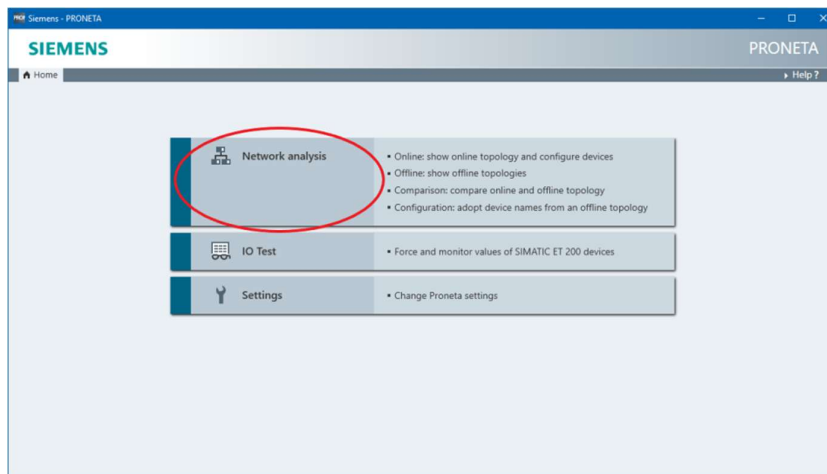 Siemens - PRONETA
SIEMENS
PRONETA
Home
Help ?
Network analysis
▪ Online: show online topology and configure devices
▪ Offline: show offline topologies
▪ Comparison: compare online and offline topology
▪ Configuration: adopt device names from an offline topology
IO Test
▪ Force and monitor values of SIMATIC ET 200 devices
Settings
▪ Change Proneta settings